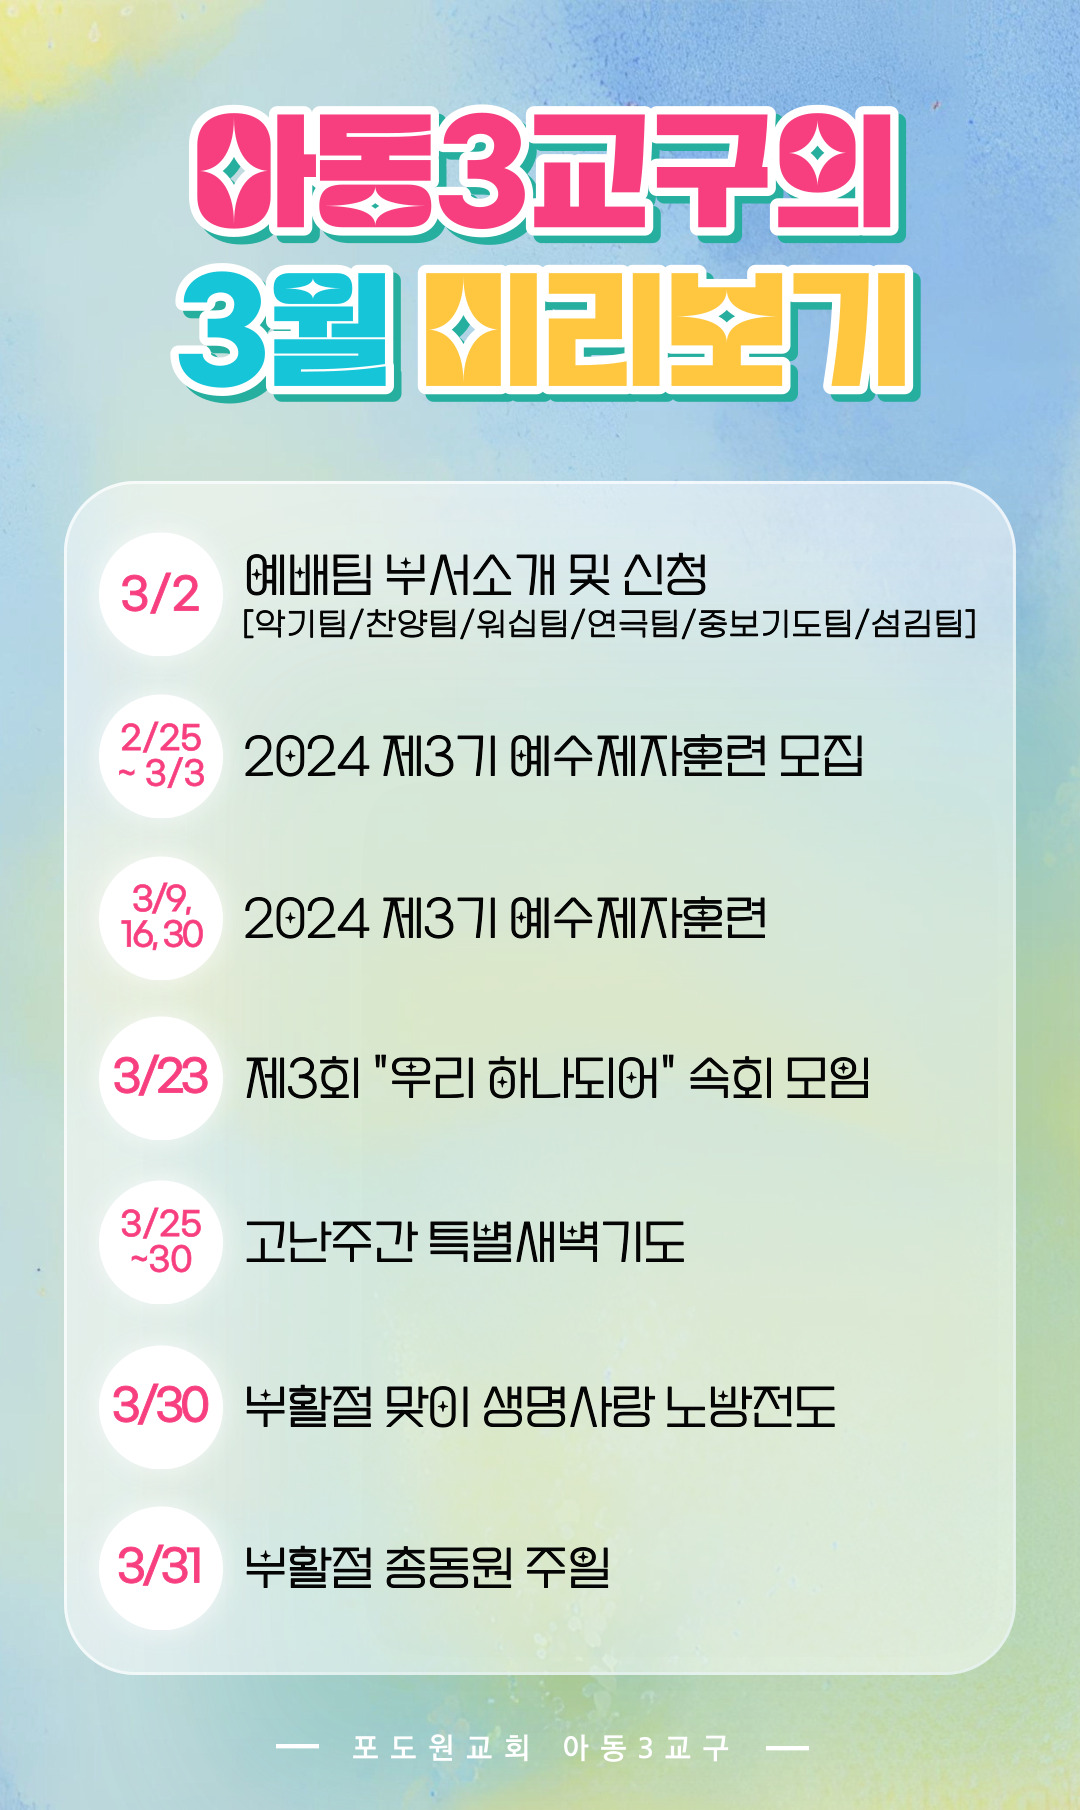 아동3교구의
3월 미리보기
3/2
예배팀 부서소개 및 신청
[악기팀/찬양팀/워십팀/연극팀/중보기도팀/섬김팀]
2/25
~ 3/3
2024 제3기 예수제자훈련 모집
3/9,
16, 30
2024 제3기 예수제자훈련
3/23
제3회 "우리 하나되어" 속회 모임
3/25
~30
고난주간 특별새벽기도
3/30
부활절 맞이 생명사랑 노방전도
3/31
부활절 총동원 주일
포도원교회 아동3교구